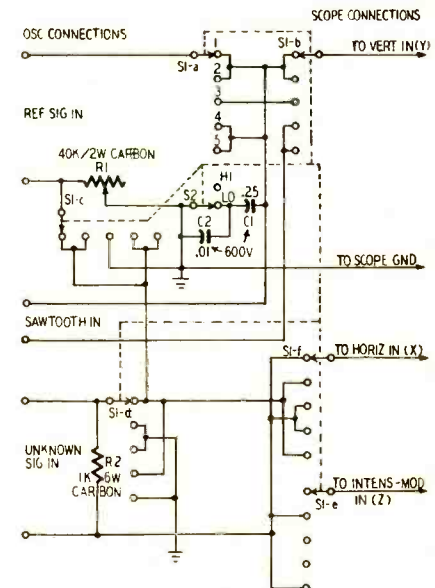 SCOPE CONNECTIONS
OSC CONNECTIONS
1
S1-a
S1-b
TO VERT IN(Y)
2
3
REF SIG IN
4
5
40K/2W CARBON
R1
S1-c
HI
S2
LO
.25
C2
C1
.01
600V
TO SCOPE GND
SAWTOOTH IN
S1-f
TO HORIZ IN (X)
S1-d
UNKNOWN
SIG IN
R2
1K 6W
CARBON
TO INTENS-MOD
IN (Z)
S1-e